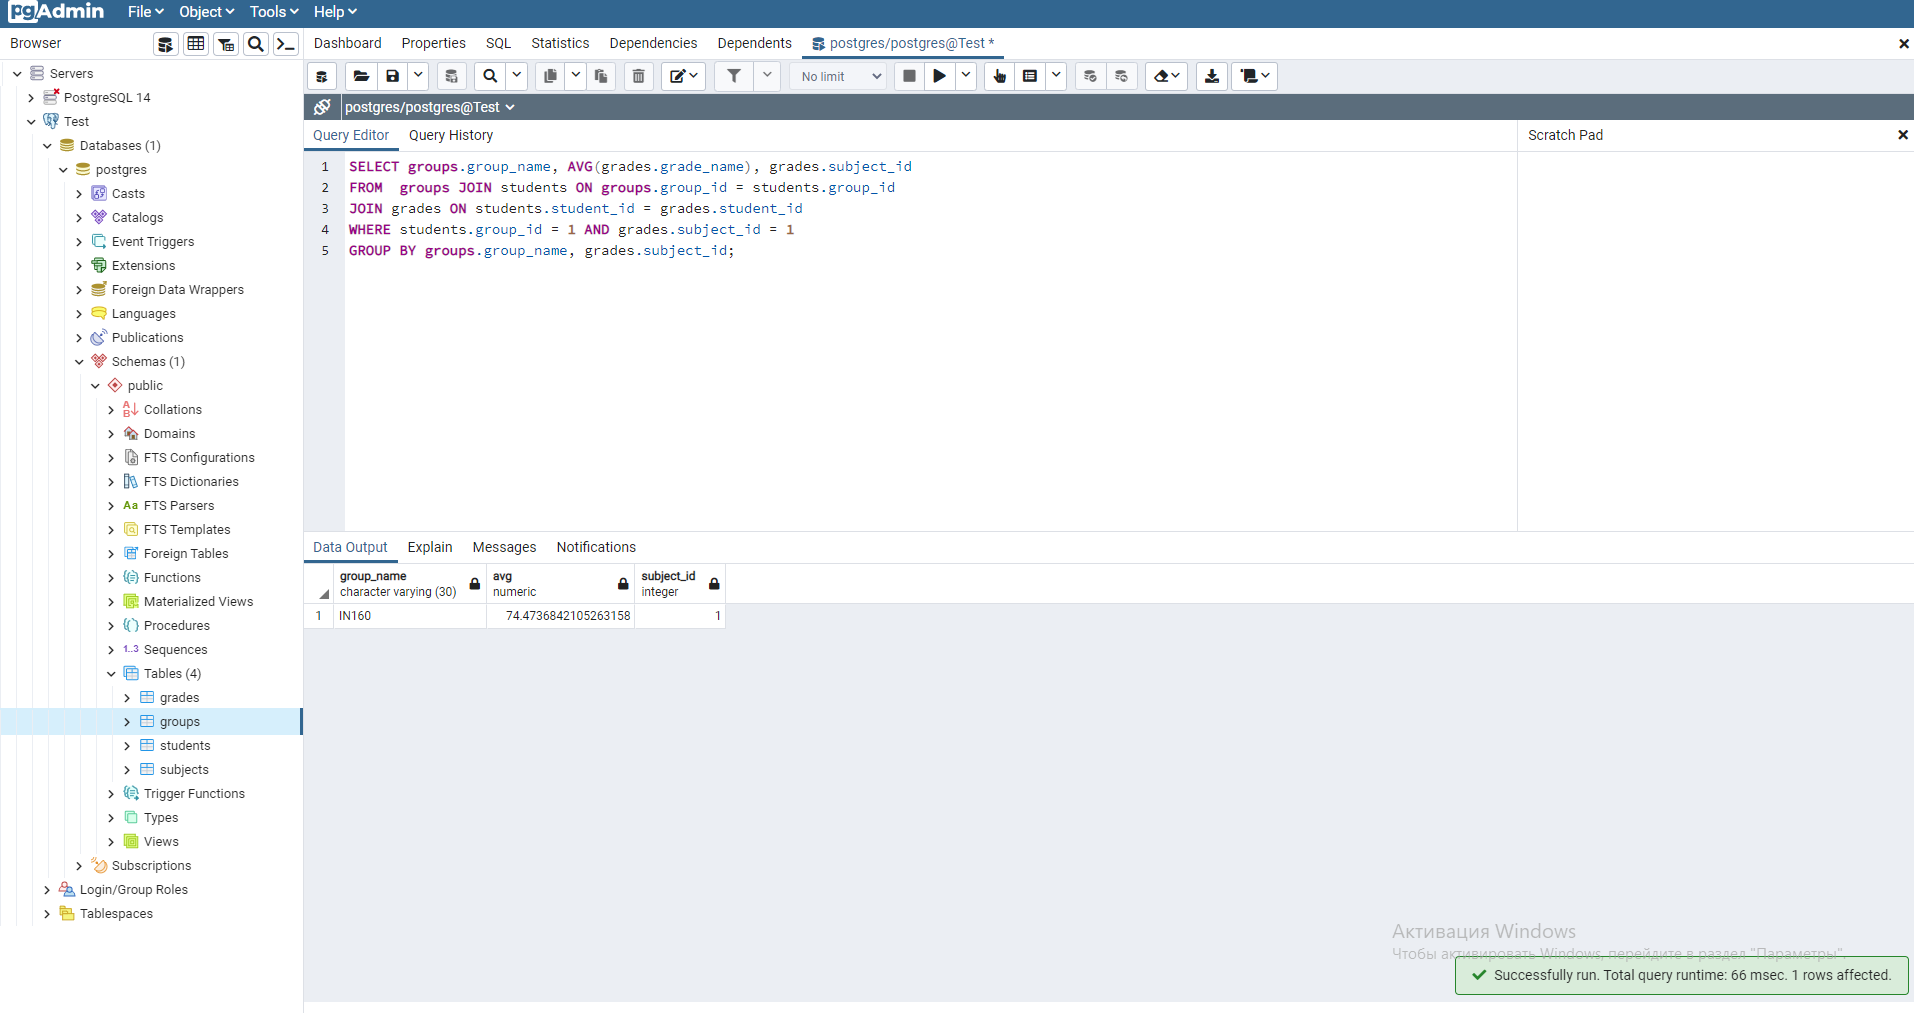 pgAdmin File Object Tools Help
Browser
Dashboard Properties SQL Statistics Dependencies Dependents postgres/postgres@Test *
No limit
postgres/postgres@Test
Query Editor Query History
Scratch Pad
Servers
PostgreSQL 14
Test
Databases (1)
postgres
Casts
Catalogs
Event Triggers
Extensions
Foreign Data Wrappers
Languages
Publications
Schemas (1)
public
Collations
Domains
FTS Configurations
FTS Dictionaries
Aa FTS Parsers
FTS Templates
Foreign Tables
Functions
Materialized Views
Procedures
1..3 Sequences
Tables (4)
grades
groups
students
subjects
Trigger Functions
Types
Views
Subscriptions
Login/Group Roles
Tablespaces
1 SELECT groups.group_name, AVG(grades.grade_name), grades.subject_id
2 FROM  groups JOIN students ON groups.group_id = students.group_id
3 JOIN grades ON students.student_id = grades.student_id
4 WHERE students.group_id = 1 AND grades.subject_id = 1
5 GROUP BY groups.group_name, grades.subject_id;
Data Output Explain Messages Notifications
group_name avg subject_id
character varying (30) numeric integer
1 IN160 74.4736842105263158 1
Активация Windows
Чтобы активировать Windows, перейдите в раздел "Параметры".
Successfully run. Total query runtime: 66 msec. 1 rows affected.